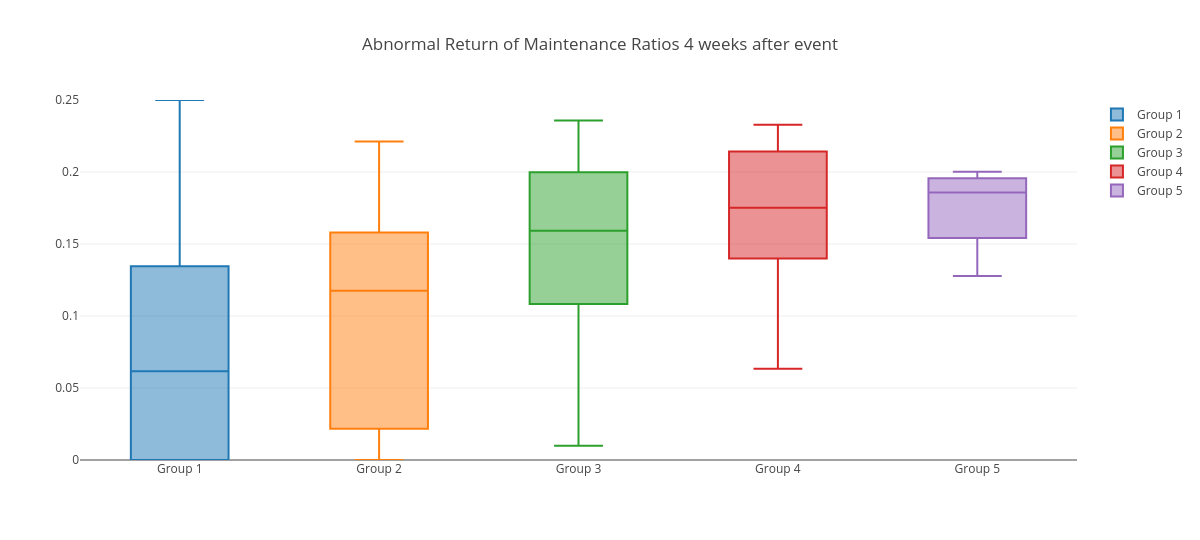 Abnormal Return of Maintenance Ratios 4 weeks after event
0.25
0.2
0.15
0.1
0.05
0
Group 1
Group 2
Group 3
Group 4
Group 5
Group 1
Group 2
Group 3
Group 4
Group 5